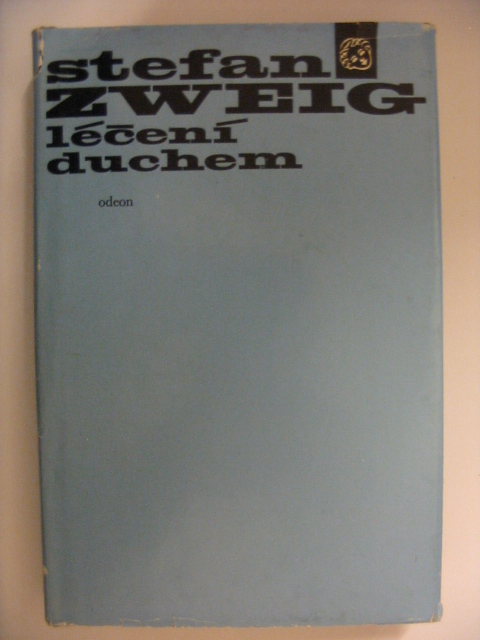 stefan
ZWEIG
léčení
duchem
odeon